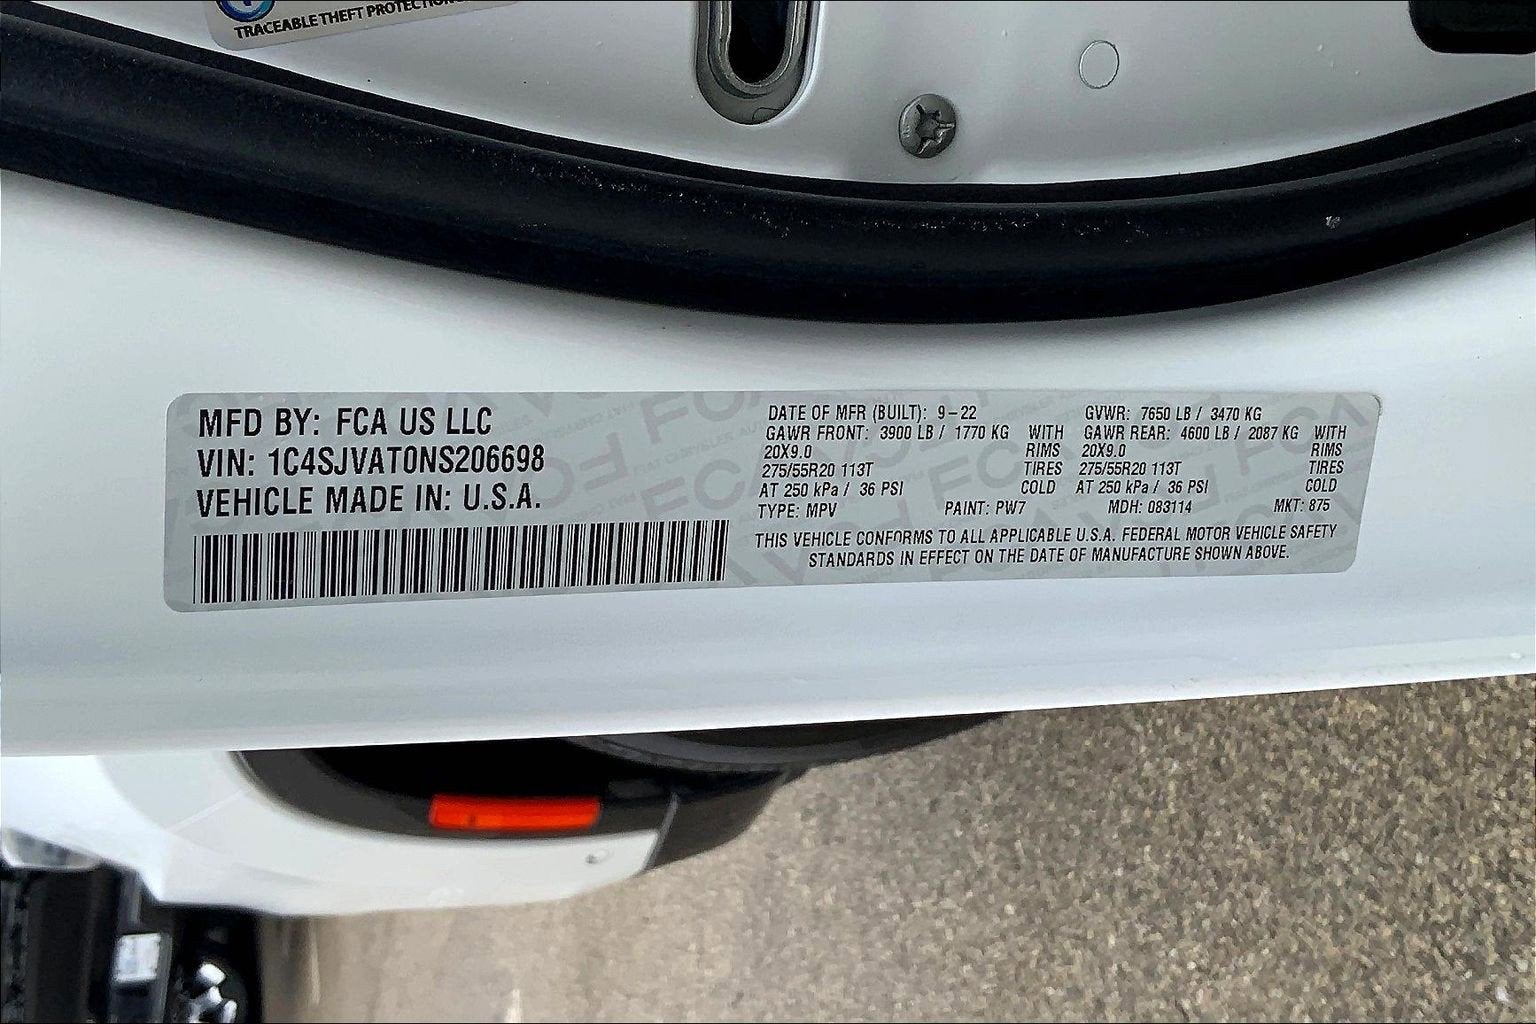 TRACEABLE THEFT PROTECTION
MFD BY: FCA US LLC
VIN: 1C4SJVAT0NS206698
VEHICLE MADE IN: U.S.A.
DATE OF MFR (BUILT): 9-22 GVWR: 7650 LB / 3470 KG
GAWR FRONT: 3900 LB / 1770 KG WITH GAWR REAR: 4600 LB / 2087 KG WITH
20X9.0 RIMS 20X9.0 RIMS
275/55R20 113T TIRES 275/55R20 113T TIRES
AT 250 kPa / 36 PSI COLD AT 250 kPa / 36 PSI COLD
TYPE: MPV PAINT: PW7 MDH: 083114 MKT: 875
THIS VEHICLE CONFORMS TO ALL APPLICABLE U.S.A. FEDERAL MOTOR VEHICLE SAFETY
STANDARDS IN EFFECT ON THE DATE OF MANUFACTURE SHOWN ABOVE.